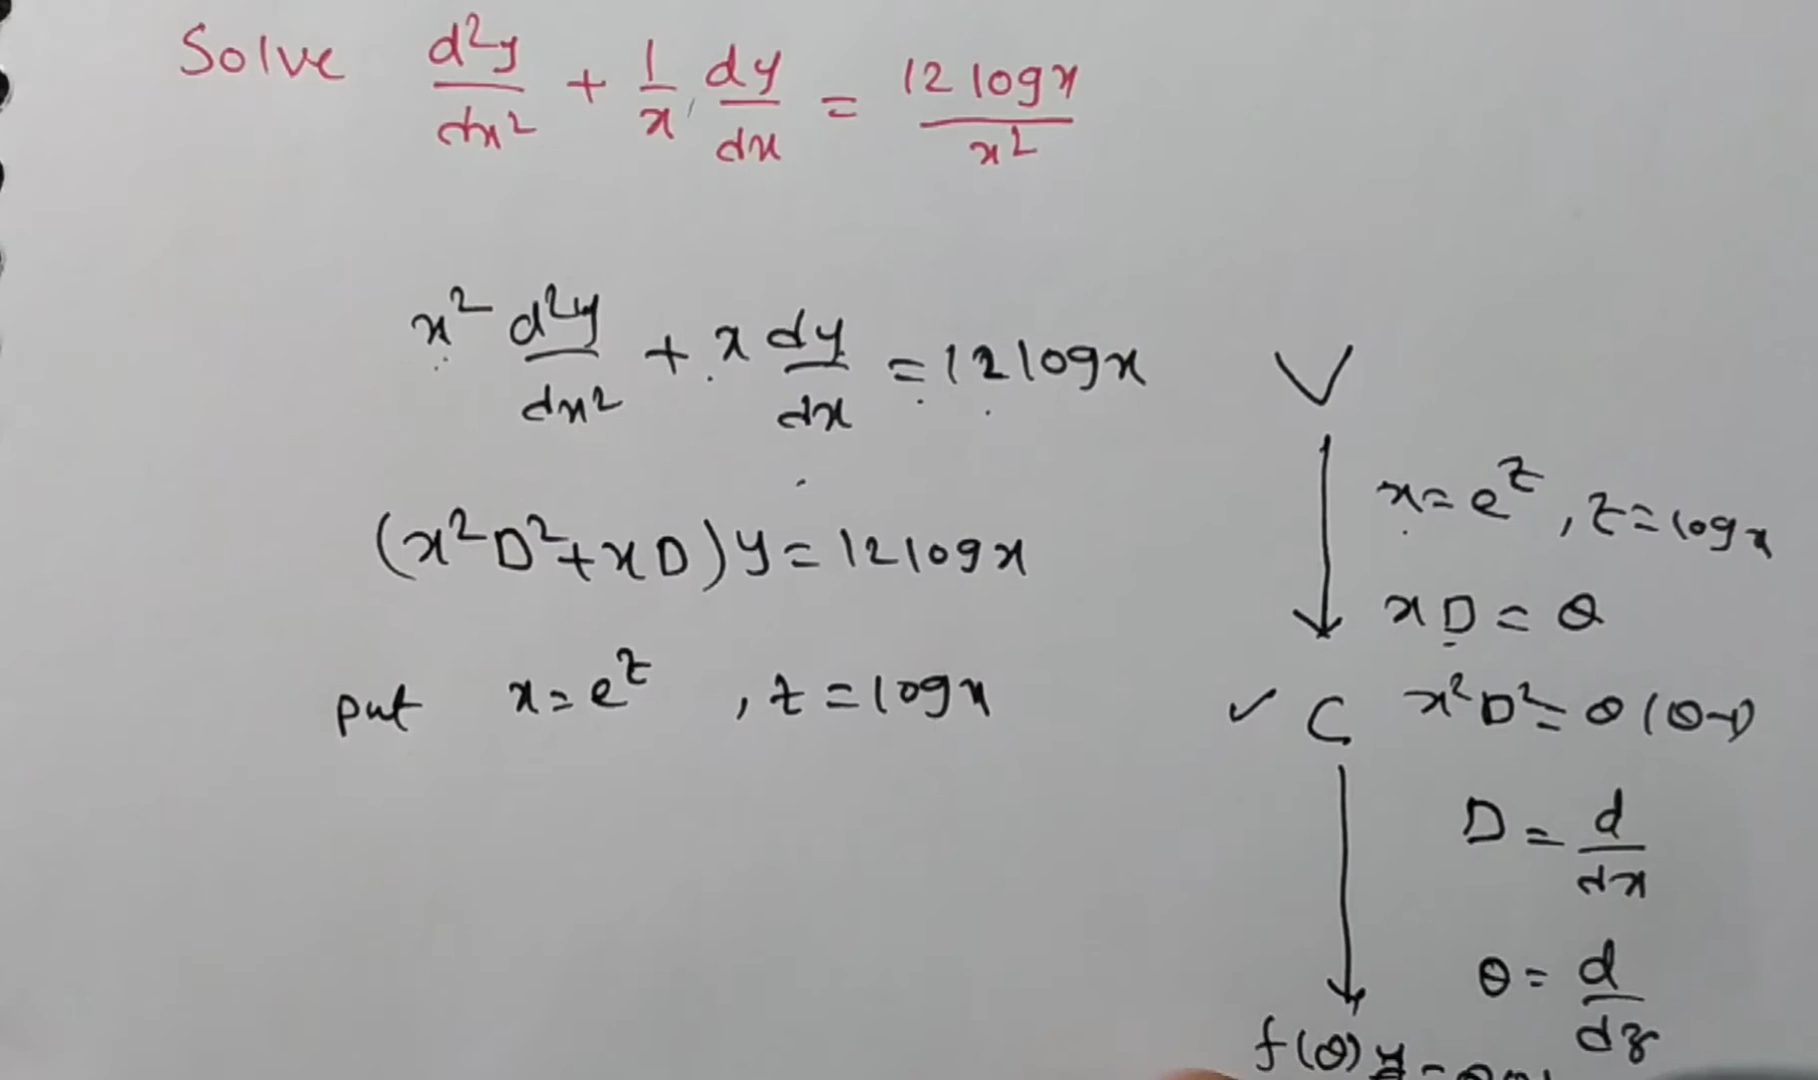 Solve d²y/dx² + 1/x dy/dx = 12 log x/x²
x² d²y/dx² + x dy/dx = 12 log x
(x²D²+xD)y = 12 log x
put x=e^z , z = log x
V
x=e^z , z=log x
xD = θ
✓ C x²D² = θ(θ-1)
D = d/dx
θ = d/dz
f(θ) y =